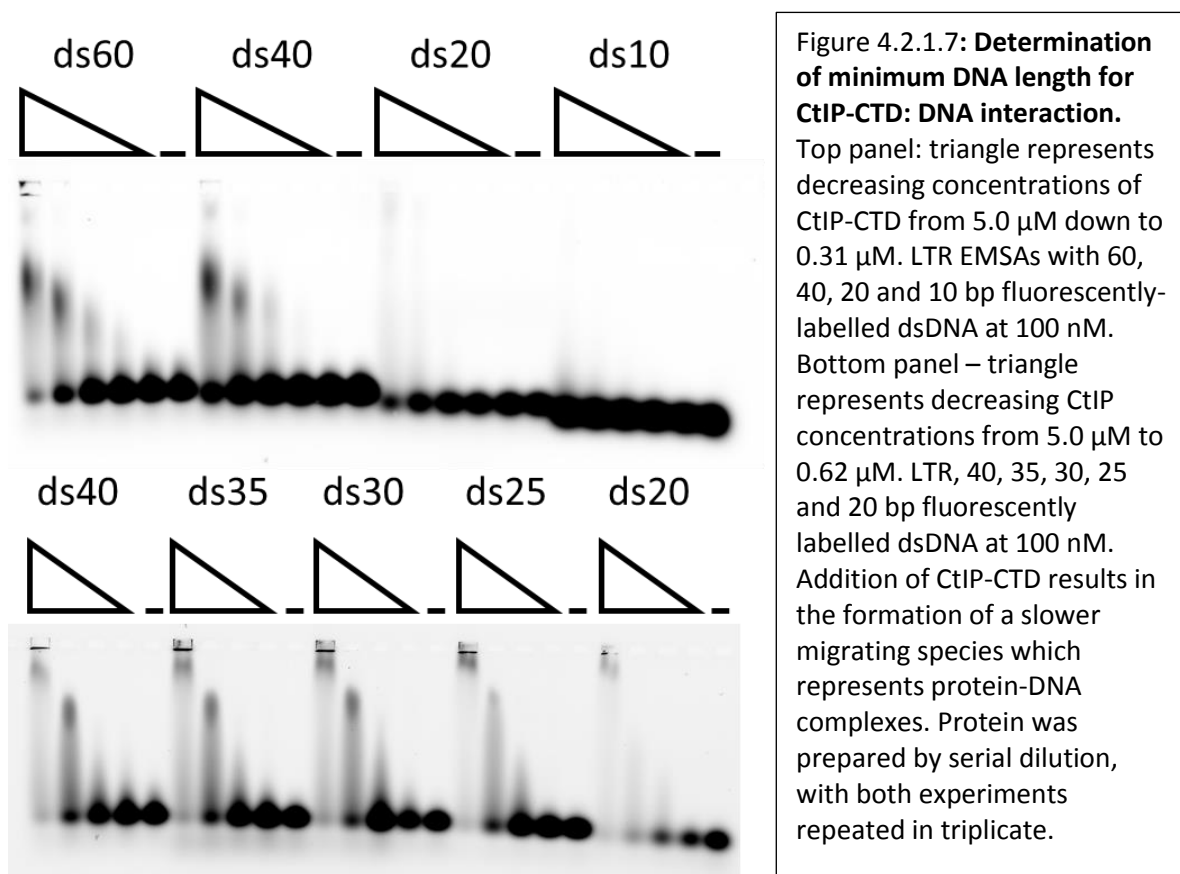 ds60 ds40 ds20 ds10
ds40 ds35 ds30 ds25 ds20
Figure 4.2.1.7: Determination
of minimum DNA length for
CtIP-CTD: DNA interaction.
Top panel: triangle represents
decreasing concentrations of
CtIP-CTD from 5.0 µM down to
0.31 µM. LTR EMSAs with 60,
40, 20 and 10 bp fluorescently-
labelled dsDNA at 100 nM.
Bottom panel – triangle
represents decreasing CtIP
concentrations from 5.0 µM to
0.62 µM. LTR, 40, 35, 30, 25
and 20 bp fluorescently
labelled dsDNA at 100 nM.
Addition of CtIP-CTD results in
the formation of a slower
migrating species which
represents protein-DNA
complexes. Protein was
prepared by serial dilution,
with both experiments
repeated in triplicate.